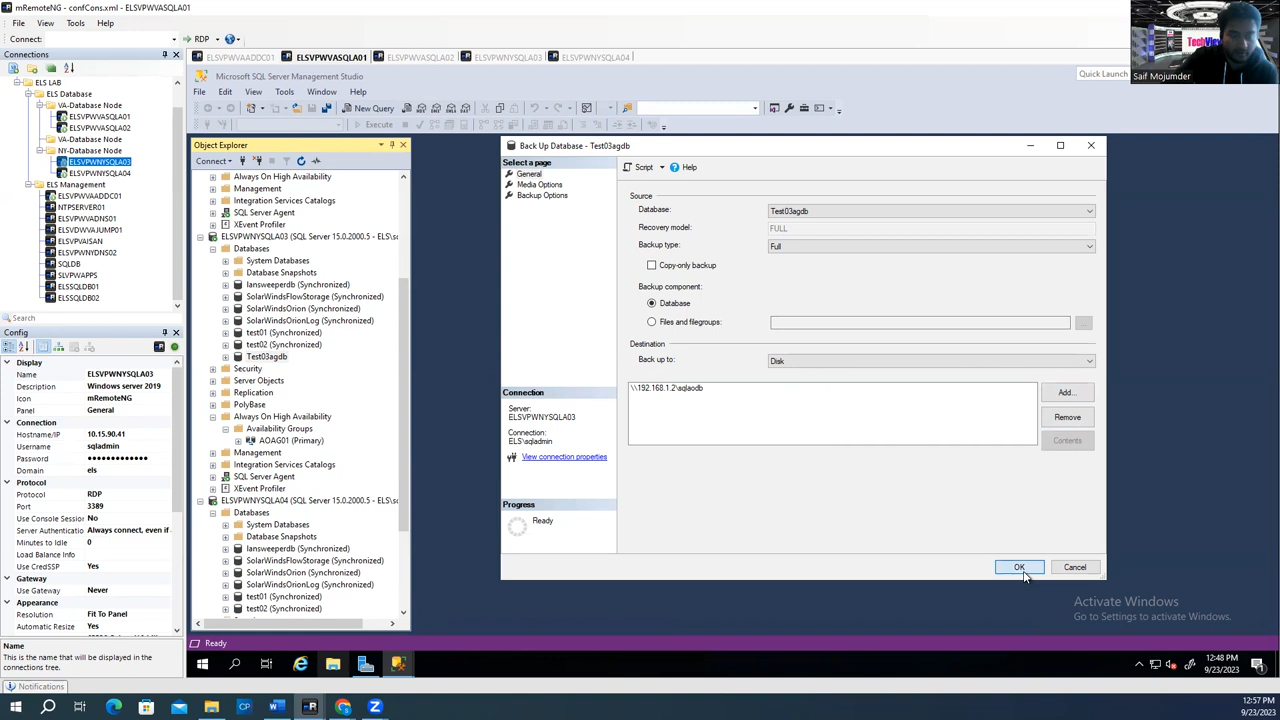 mRemoteNG - confCons.xml - ELSVPWVASQLA01
File View Tools Help
Connect: RDP
Connections
ELS LAB
ELS Database
VA-Database Node
ELSVPWVASQLA01
ELSVPWVASQLA02
VA-Database Node
NY-Database Node
ELSVPWNYSQLA03
ELSVPWNYSQLA04
ELS Management
ELSVPWVAADDC01
NTPSERVER01
ELSVPWVADNS01
ELSVDWVAJUMP01
ELSVPVAISAN
ELSVPWNYDNS02
SQLDB
SLVPWAPPS
ELSSQLDB01
ELSSQLDB02
Search
Config
Display
Name ELSVPWNYSQLA03
Description Windows server 2019
Icon mRemoteNG
Panel General
Connection
Hostname/IP 10.15.90.41
Username sqladmin
Password ●●●●●●●●●●●●●
Domain els
Protocol
Protocol RDP
Port 3389
Use Console Session No
Server Authentication Always connect, even if a
Minutes to Idle 0
Load Balance Info
Use CredSSP Yes
Gateway
Use Gateway Never
Appearance
Resolution Fit To Panel
Automatic Resize Yes
Name
This is the name that will be displayed in the
connections tree.
Notifications
ELSVPWVAADDC01 ELSVPWVASQLA01 ELSVPWVASQLA02 ELSVPWNYSQLA03 ELSVPWNYSQLA04
Microsoft SQL Server Management Studio
Quick Launch
File Edit View Tools Window Help
New Query
Execute
Object Explorer
Connect
Always On High Availability
Management
Integration Services Catalogs
SQL Server Agent
XEvent Profiler
ELSVPWNYSQLA03 (SQL Server 15.0.2000.5 - ELS\sq
Databases
System Databases
Database Snapshots
lansweeperdb (Synchronized)
SolarWindsFlowStorage (Synchronized)
SolarWindsOrion (Synchronized)
SolarWindsOrionLog (Synchronized)
test01 (Synchronized)
test02 (Synchronized)
Test03agdb
Security
Server Objects
Replication
PolyBase
Always On High Availability
Availability Groups
AOAG01 (Primary)
Management
Integration Services Catalogs
SQL Server Agent
XEvent Profiler
ELSVPWNYSQLA04 (SQL Server 15.0.2000.5 - ELS\sq
Databases
System Databases
Database Snapshots
lansweeperdb (Synchronized)
SolarWindsFlowStorage (Synchronized)
SolarWindsOrion (Synchronized)
SolarWindsOrionLog (Synchronized)
test01 (Synchronized)
test02 (Synchronized)
Ready
Back Up Database - Test03agdb
Select a page
General
Media Options
Backup Options
Connection
Server:
ELSVPWNYSQLA03
Connection:
ELS\sqladmin
View connection properties
Progress
Ready
Script Help
Source
Database: Test03agdb
Recovery model: FULL
Backup type: Full
Copy-only backup
Backup component:
Database
Files and filegroups: ...
Destination
Back up to: Disk
\\192.168.1.2\sqlaodb
Add...
Remove
Contents
OK Cancel
Activate Windows
Go to Settings to activate Windows.
12:48 PM
9/23/2023
12:57 PM
9/23/2023
Saif Mojumder